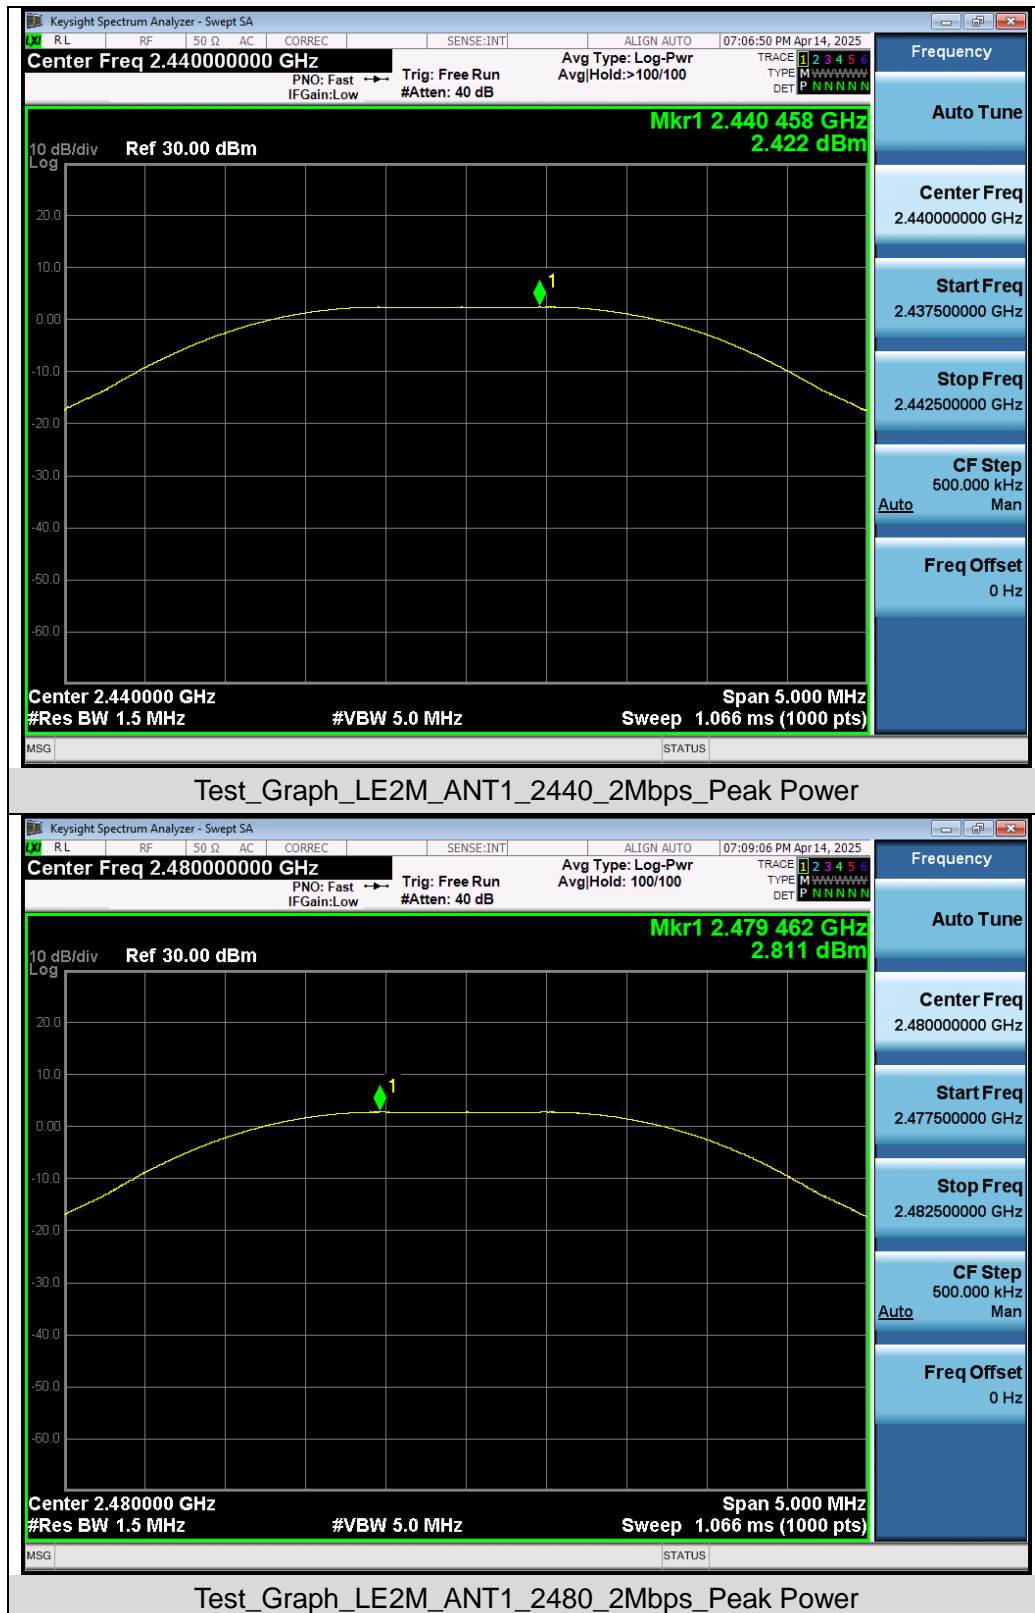 Keysight Spectrum Analyzer - Swept SA
LXI RL RF 50 Ω AC CORREC SENSE:INT ALIGN AUTO 07:06:50 PM Apr 14, 2025
Center Freq 2.440000000 GHz
PNO: Fast
IFGain:Low
Trig: Free Run
#Atten: 40 dB
Avg Type: Log-Pwr
Avg|Hold:>100/100
TRACE 1 2 3 4 5 6
TYPE M WWWWW
DET P N N N N N
Mkr1 2.440 458 GHz
2.422 dBm
10 dB/div Ref 30.00 dBm
Log
20.0
10.0
1
0.00
-10.0
-20.0
-30.0
-40.0
-50.0
-60.0
Center 2.440000 GHz Span 5.000 MHz
#Res BW 1.5 MHz #VBW 5.0 MHz Sweep 1.066 ms (1000 pts)
MSG STATUS
Frequency
Auto Tune
Center Freq
2.440000000 GHz
Start Freq
2.437500000 GHz
Stop Freq
2.442500000 GHz
CF Step
500.000 kHz
Auto Man
Freq Offset
0 Hz
Test_Graph_LE2M_ANT1_2440_2Mbps_Peak Power
Keysight Spectrum Analyzer - Swept SA
LXI RL RF 50 Ω AC CORREC SENSE:INT ALIGN AUTO 07:09:06 PM Apr 14, 2025
Center Freq 2.480000000 GHz
PNO: Fast
IFGain:Low
Trig: Free Run
#Atten: 40 dB
Avg Type: Log-Pwr
Avg|Hold: 100/100
TRACE 1 2 3 4 5 6
TYPE M WWWWW
DET P N N N N N
Mkr1 2.479 462 GHz
2.811 dBm
10 dB/div Ref 30.00 dBm
Log
20.0
10.0
1
0.00
-10.0
-20.0
-30.0
-40.0
-50.0
-60.0
Center 2.480000 GHz Span 5.000 MHz
#Res BW 1.5 MHz #VBW 5.0 MHz Sweep 1.066 ms (1000 pts)
MSG STATUS
Frequency
Auto Tune
Center Freq
2.480000000 GHz
Start Freq
2.477500000 GHz
Stop Freq
2.482500000 GHz
CF Step
500.000 kHz
Auto Man
Freq Offset
0 Hz
Test_Graph_LE2M_ANT1_2480_2Mbps_Peak Power